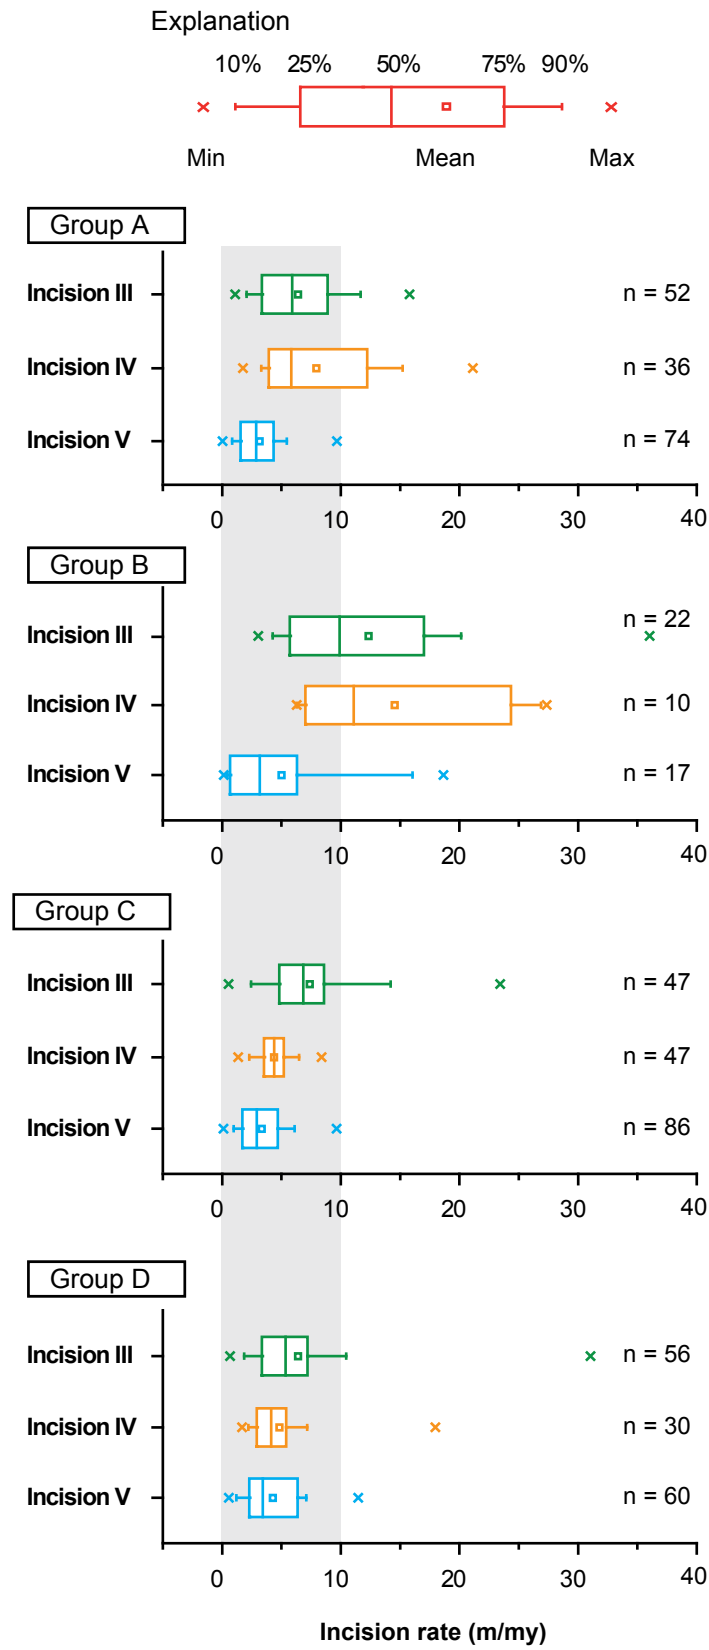 Explanation
10% 25% 50% 75% 90%
Min Mean Max
Group A
Incision III n = 52
Incision IV n = 36
Incision V n = 74
0 10 20 30 40
Group B
Incision III n = 22
Incision IV n = 10
Incision V n = 17
0 10 20 30 40
Group C
Incision III n = 47
Incision IV n = 47
Incision V n = 86
0 10 20 30 40
Group D
Incision III n = 56
Incision IV n = 30
Incision V n = 60
0 10 20 30 40
Incision rate (m/my)